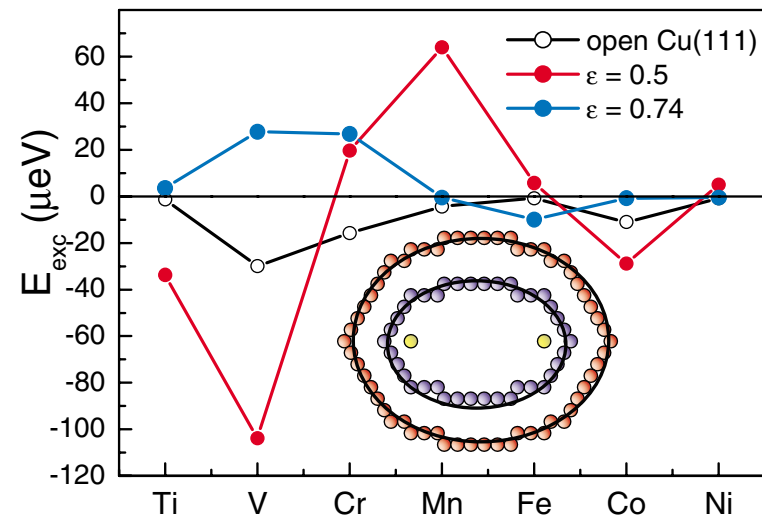 open Cu(111)
ε = 0.5
ε = 0.74
E_exc (μeV)
60
40
20
0
-20
-40
-60
-80
-100
-120
Ti V Cr Mn Fe Co Ni